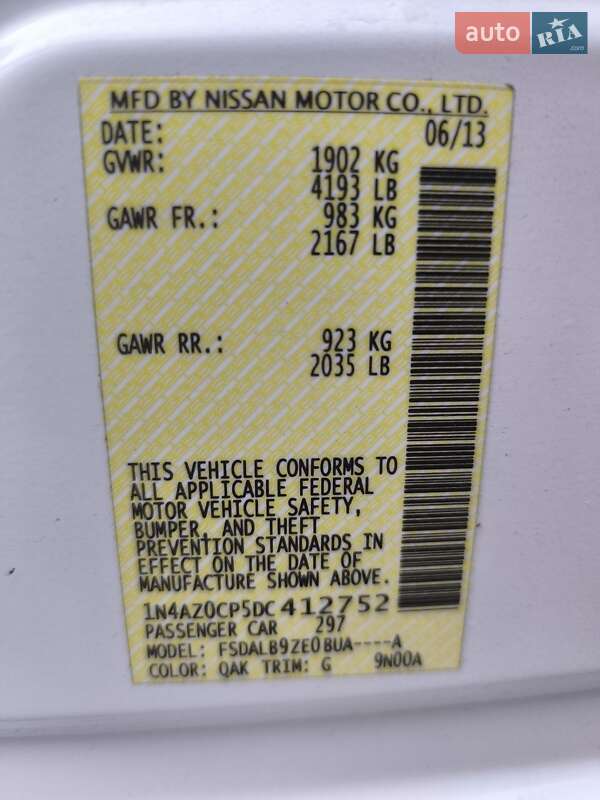 auto RIA.com
MFD BY NISSAN MOTOR CO., LTD.
DATE: 06/13
GVWR: 1902 KG
4193 LB
GAWR FR.: 983 KG
2167 LB
GAWR RR.: 923 KG
2035 LB
THIS VEHICLE CONFORMS TO
ALL APPLICABLE FEDERAL
MOTOR VEHICLE SAFETY,
BUMPER, AND THEFT
PREVENTION STANDARDS IN
EFFECT ON THE DATE OF
MANUFACTURE SHOWN ABOVE.
1N4AZ0CP5DC412752
PASSENGER CAR 297
MODEL: FSDALB9ZE0BUA----A
COLOR: QAK TRIM: G 9N00A